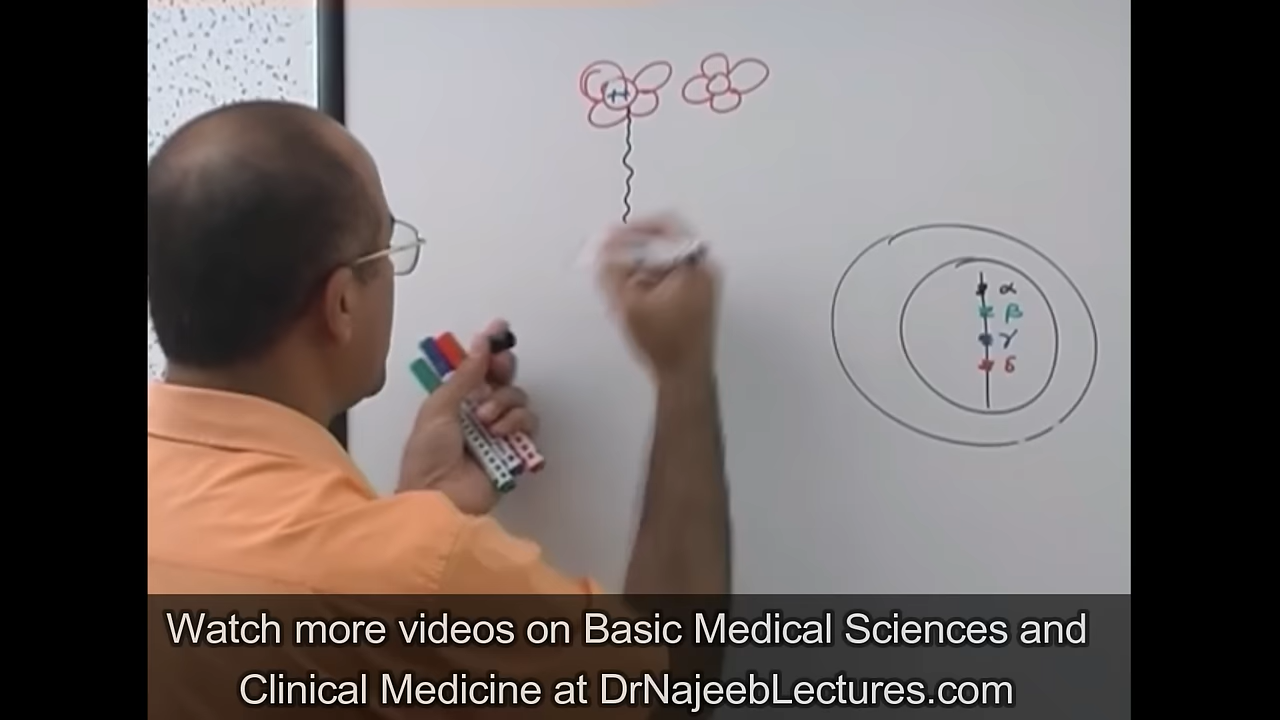 ++
α
β
γ
δ
Watch more videos on Basic Medical Sciences and
Clinical Medicine at DrNajeebLectures.com